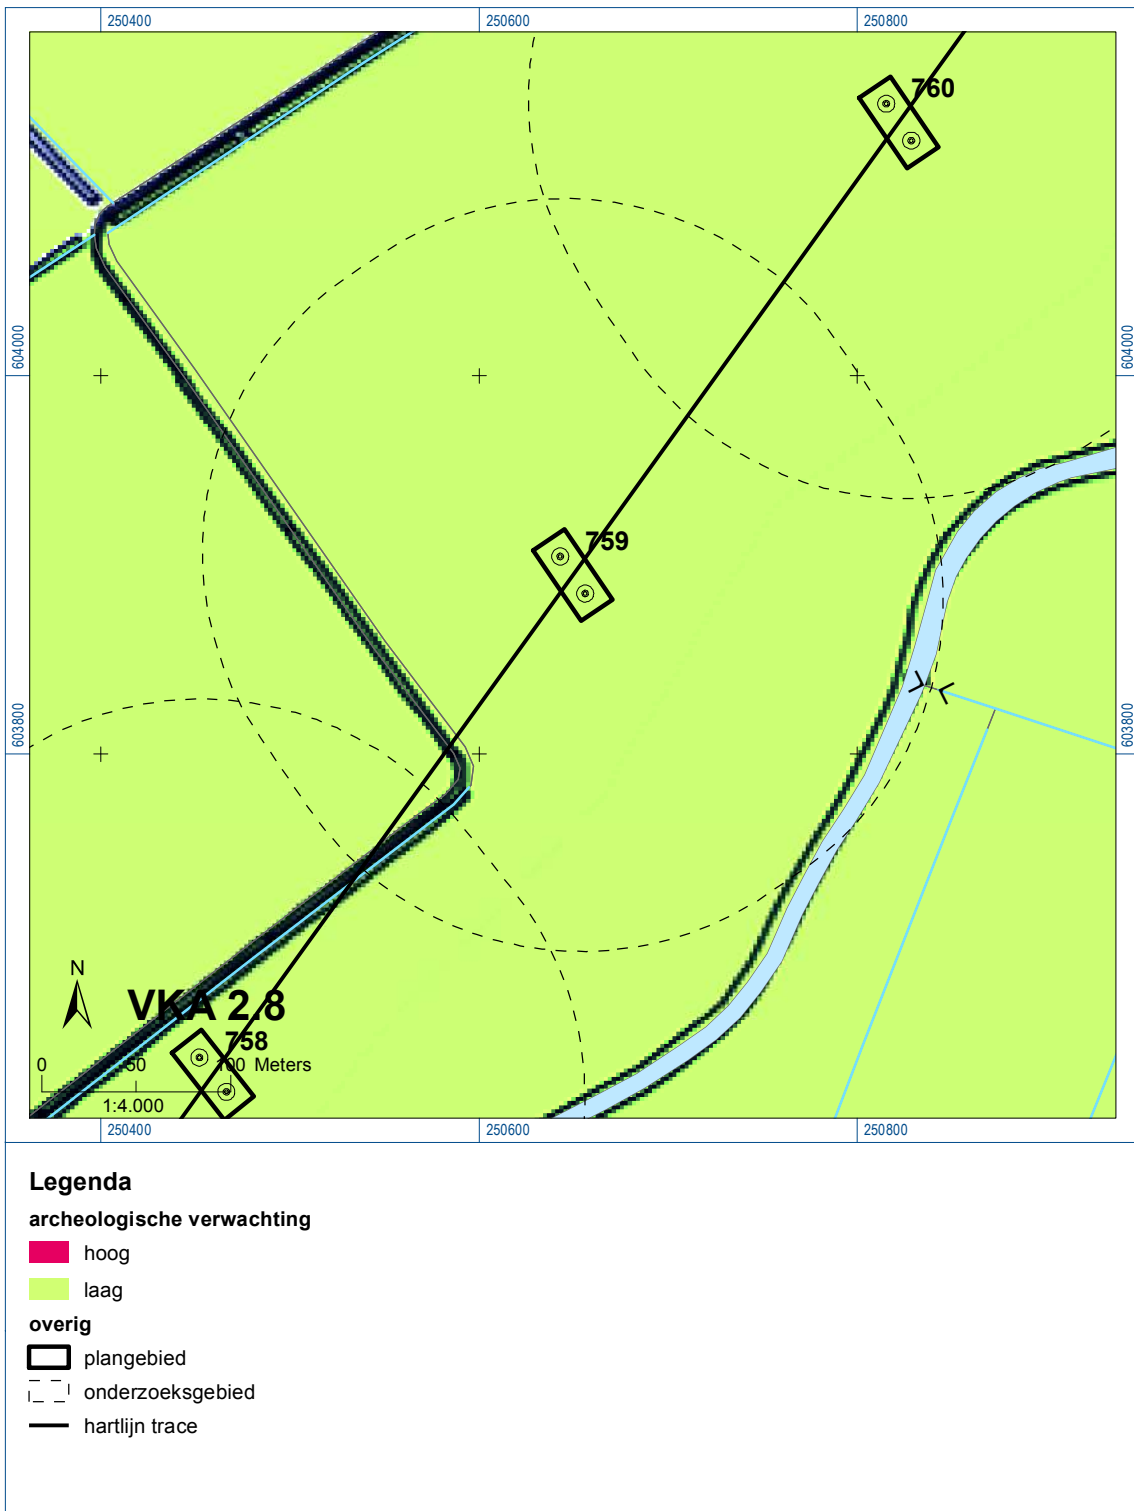 250400
250600
250800
760
604000
604000
759
603800
603800
N
VKA 2.8
758
0 50 100 Meters
1:4.000
250400
250600
250800
Legenda
archeologische verwachting
hoog
laag
overig
plangebied
onderzoeksgebied
hartlijn trace